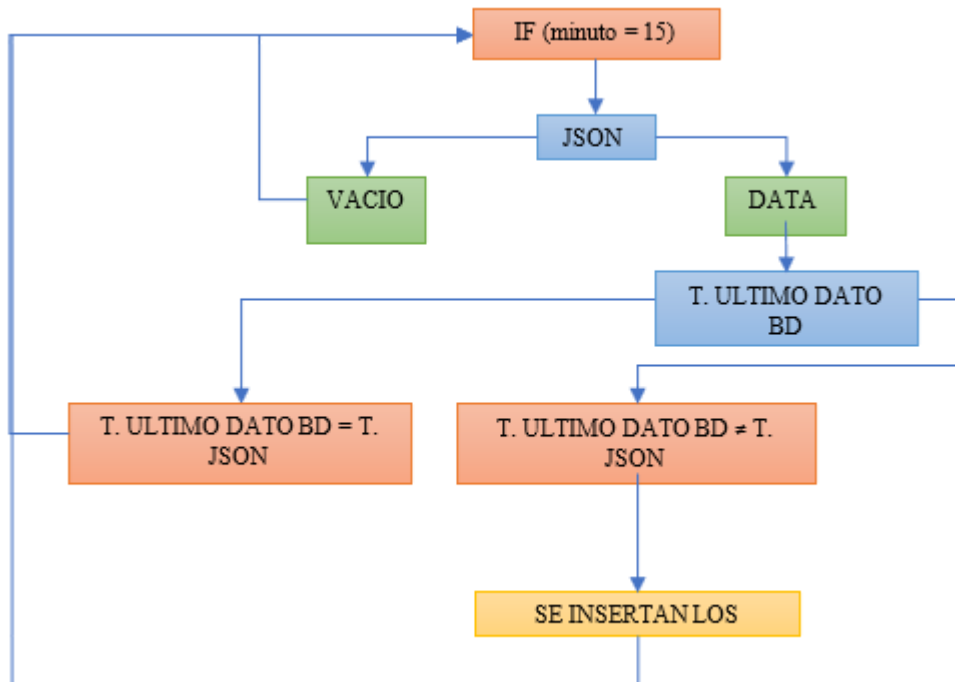 IF (minuto = 15)
JSON
VACIO
DATA
T. ULTIMO DATO
BD
T. ULTIMO DATO BD = T.
JSON
T. ULTIMO DATO BD ≠ T.
JSON
SE INSERTAN LOS